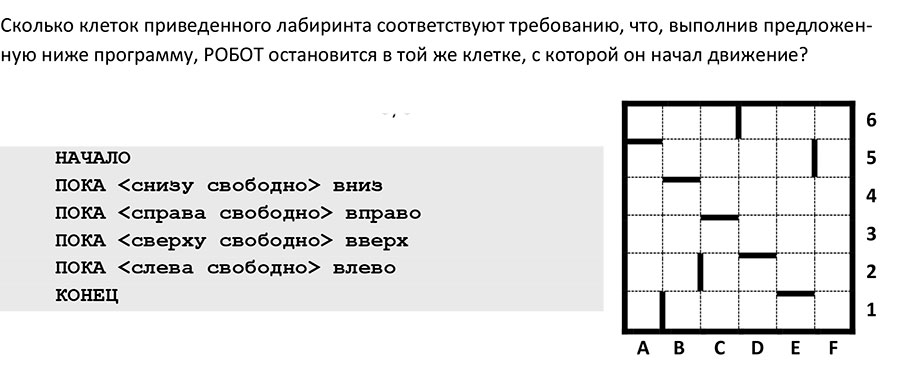 Сколько клеток приведенного лабиринта соответствуют требованию, что, выполнив предложен-
ную ниже программу, РОБОТ остановится в той же клетке, с которой он начал движение?
НАЧАЛО
ПОКА <снизу свободно> вниз
ПОКА <справа свободно> вправо
ПОКА <сверху свободно> вверх
ПОКА <слева свободно> влево
КОНЕЦ
6
5
4
3
2
1
A B C D E F